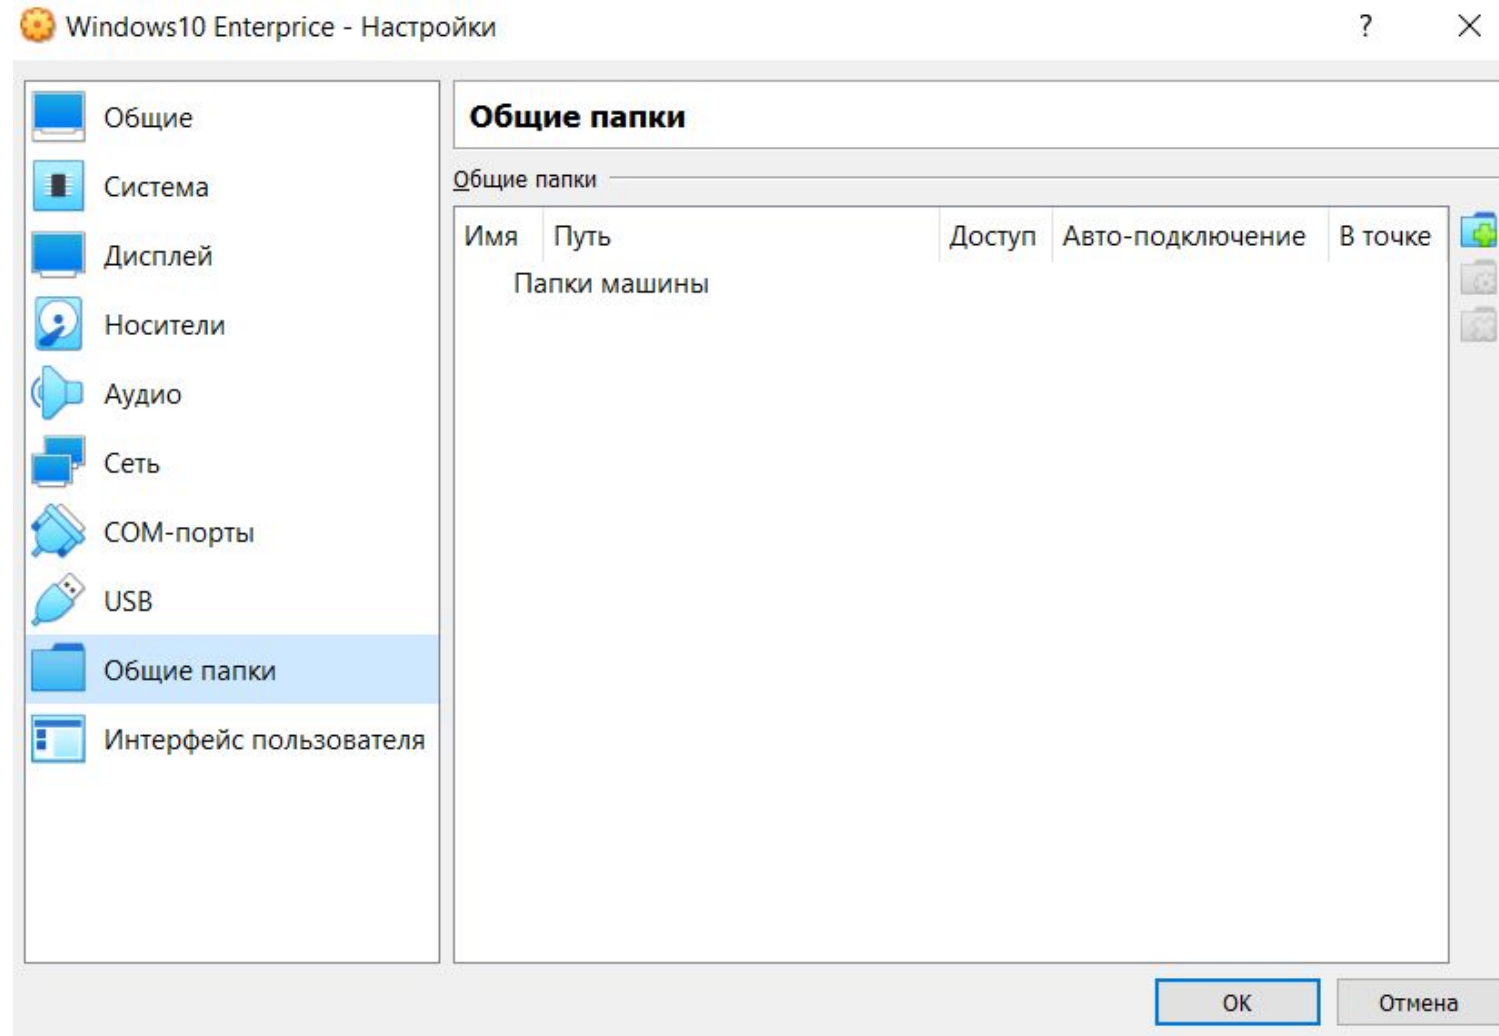 Windows10 Enterprice - Настройки ?
Общие
Система
Дисплей
Носители
Аудио
Сеть
COM-порты
USB
Общие папки
Интерфейс пользователя
Общие папки
Общие папки
Имя Путь Доступ Авто-подключение В точке
Папки машины
OK Отмена